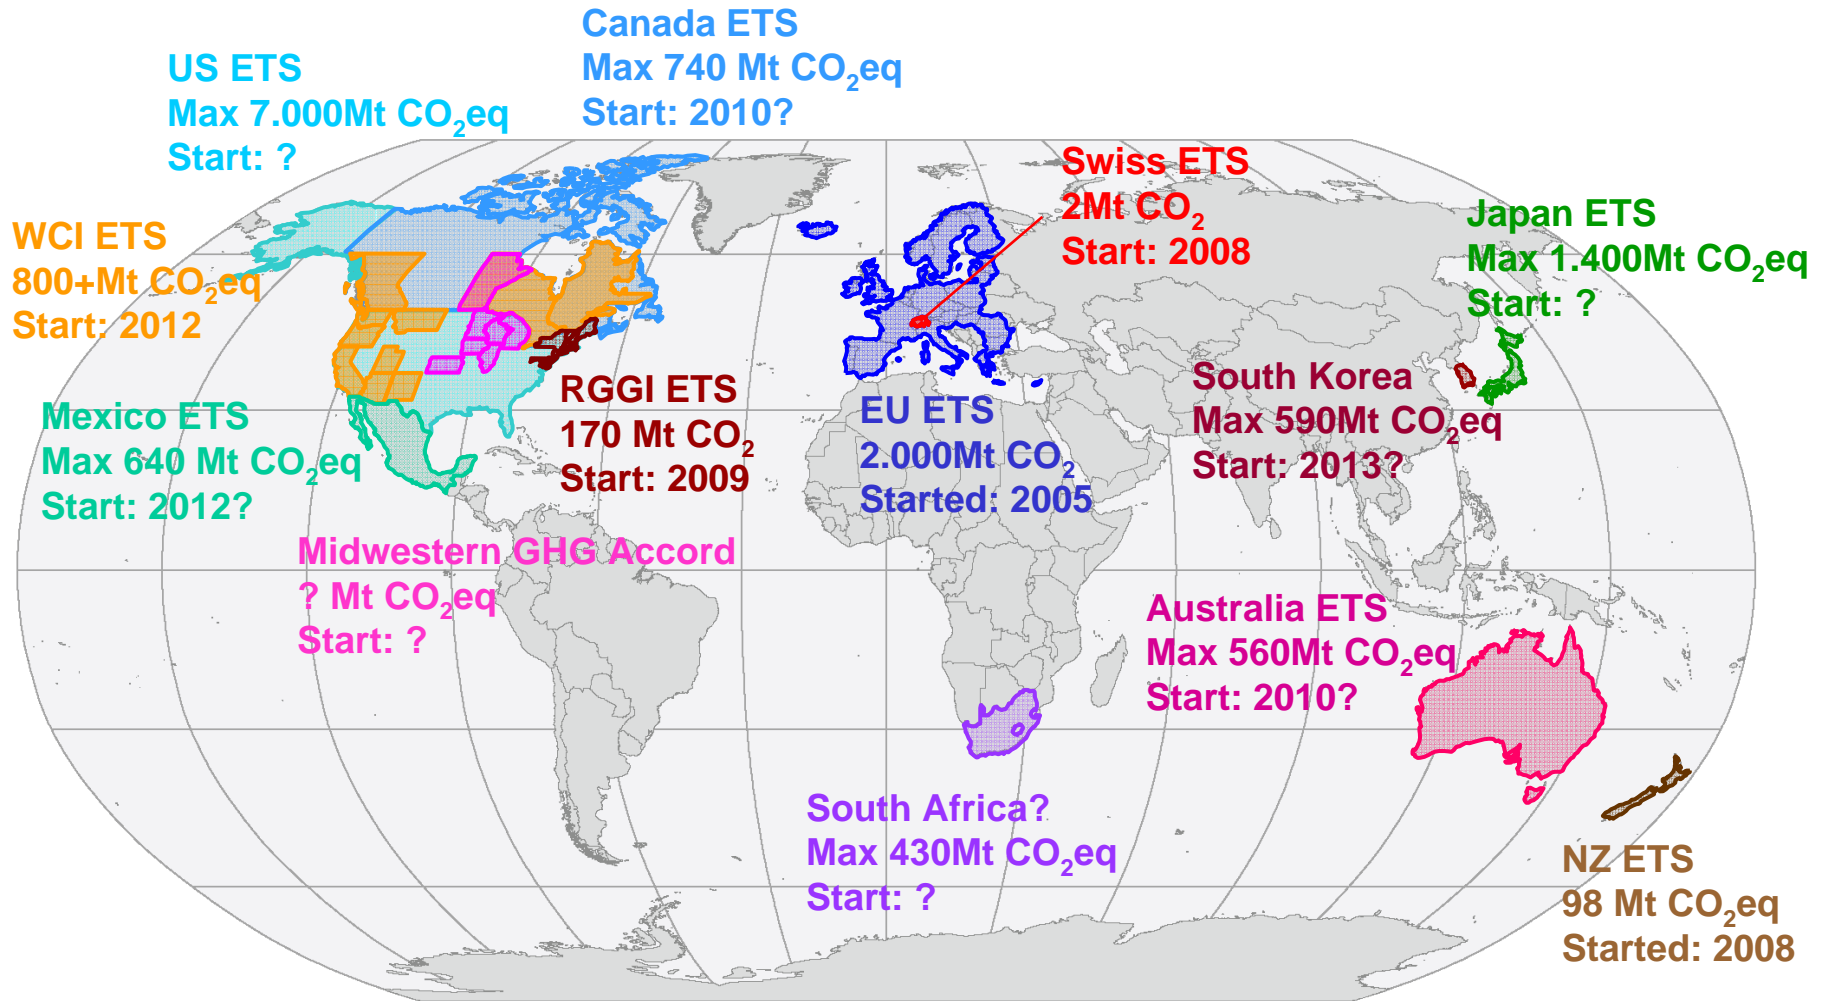 Canada ETS
Max 740 Mt CO₂eq
Start: 2010?
US ETS
Max 7.000Mt CO₂eq
Start: ?
Swiss ETS
2Mt CO₂
Start: 2008
Japan ETS
Max 1.400Mt CO₂eq
Start: ?
WCI ETS
800+Mt CO₂eq
Start: 2012
South Korea
Max 590Mt CO₂eq
Start: 2013?
RGGI ETS
170 Mt CO₂
Start: 2009
EU ETS
2.000Mt CO₂
Started: 2005
Mexico ETS
Max 640 Mt CO₂eq
Start: 2012?
Midwestern GHG Accord
? Mt CO₂eq
Start: ?
Australia ETS
Max 560Mt CO₂eq
Start: 2010?
South Africa?
Max 430Mt CO₂eq
Start: ?
NZ ETS
98 Mt CO₂eq
Started: 2008